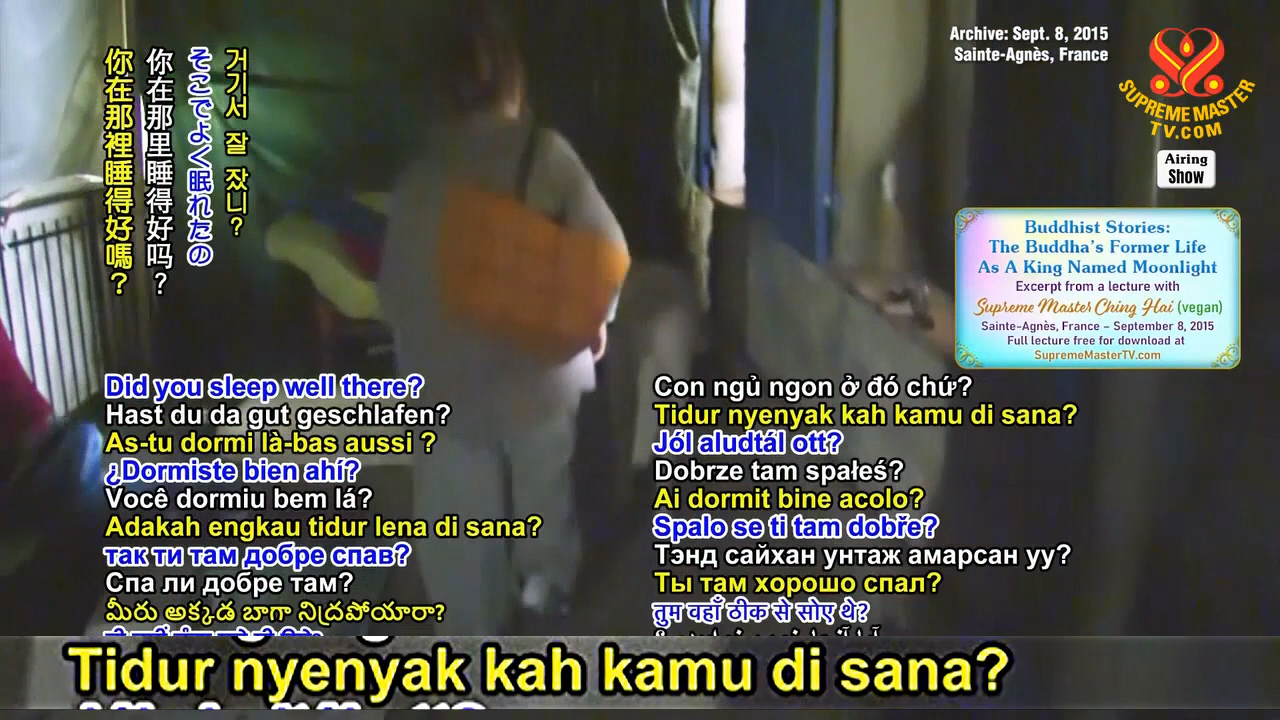 Archive: Sept. 8, 2015
Sainte-Agnès, France
SUPREME MASTER
TV.COM
Airing
Show
거기서 잘 잤니?
そこでよく眠れたの
你在那里睡得好吗？
你在那裡睡得好嗎？
Buddhist Stories:
The Buddha's Former Life
As A King Named Moonlight
Excerpt from a lecture with
Supreme Master Ching Hai (vegan)
Sainte-Agnès, France – September 8, 2015
Full lecture free for download at
SupremeMasterTV.com
Did you sleep well there?
Hast du da gut geschlafen?
As-tu dormi là-bas aussi ?
¿Dormiste bien ahí?
Você dormiu bem lá?
Adakah engkau tidur lena di sana?
так ти там добре спав?
Спа ли добре там?
మీరు అక్కడ బాగా నిద్రపోయారా?
Con ngủ ngon ở đó chứ?
Tidur nyenyak kah kamu di sana?
Jól aludtál ott?
Dobrze tam spałeś?
Ai dormit bine acolo?
Spalo se ti tam dobře?
Тэнд сайхан унтаж амарсан уу?
Ты там хорошо спал?
तुम वहाँ ठीक से सोए थे?
Tidur nyenyak kah kamu di sana?